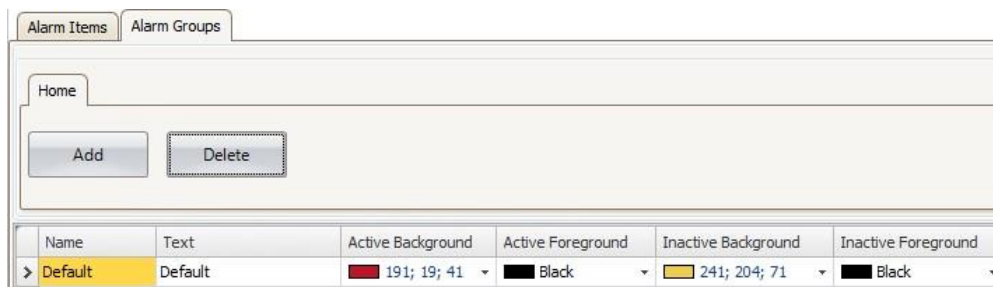 Alarm Items Alarm Groups
Home
Add Delete
Name Text Active Background Active Foreground Inactive Background Inactive Foreground
Default Default 191; 19; 41 Black 241; 204; 71 Black